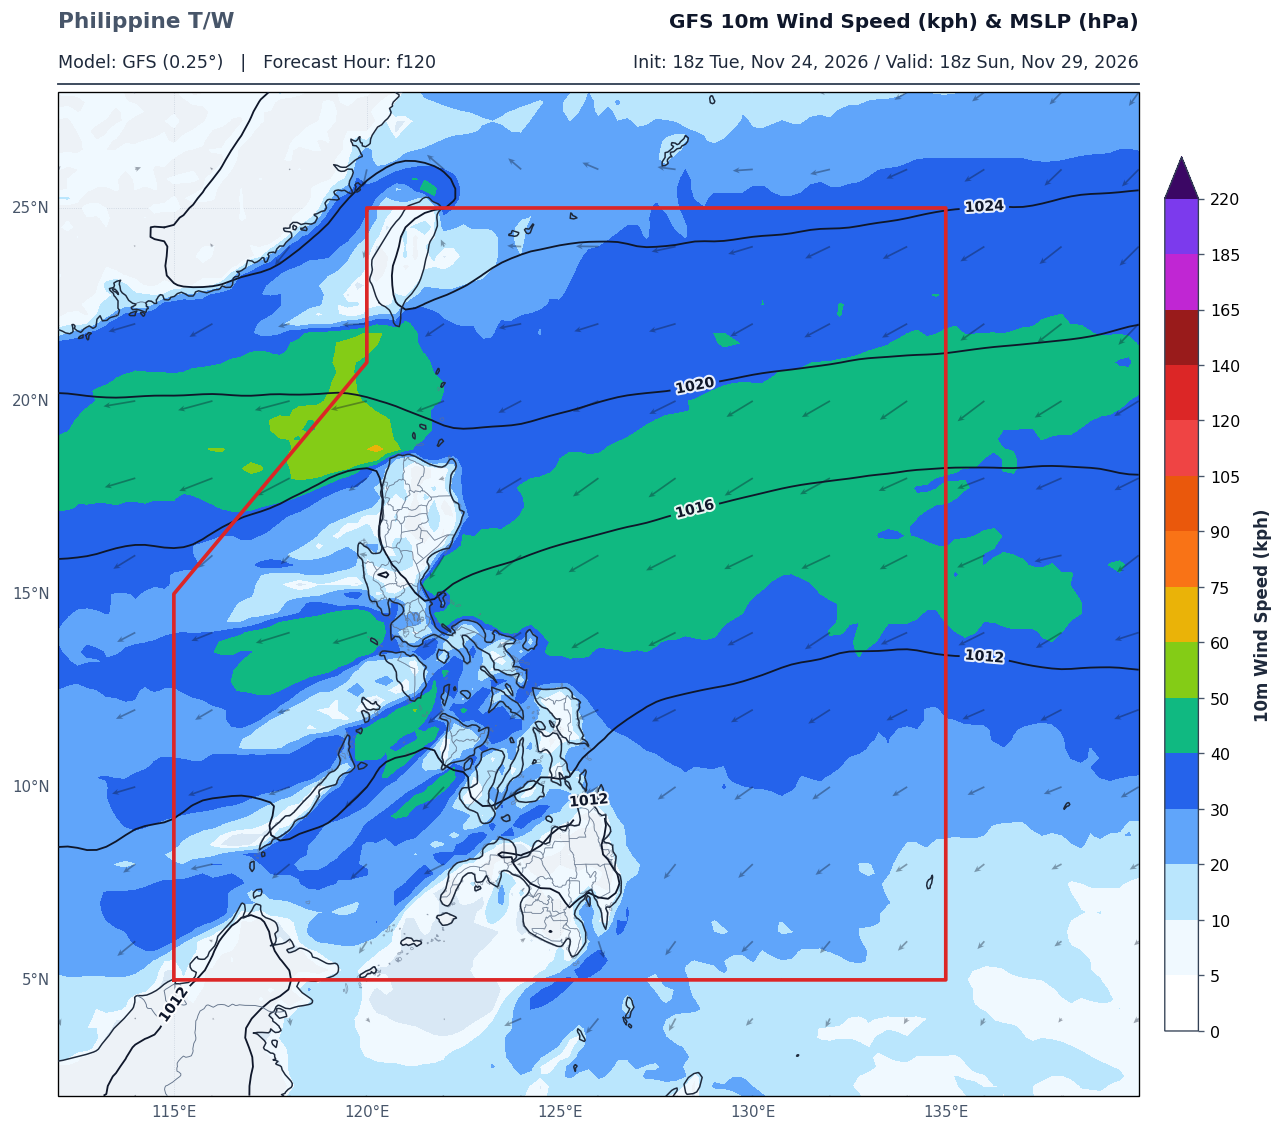 Philippine T/W
GFS 10m Wind Speed (kph) & MSLP (hPa)
Model: GFS (0.25°) | Forecast Hour: f120
Init: 18z Tue, Nov 24, 2026 / Valid: 18z Sun, Nov 29, 2026
25°N
20°N
15°N
10°N
5°N
115°E
120°E
125°E
130°E
135°E
1024
1020
1016
1012
1012
1012
220
185
165
140
120
105
90
75
60
50
40
30
20
10
5
0
10m Wind Speed (kph)